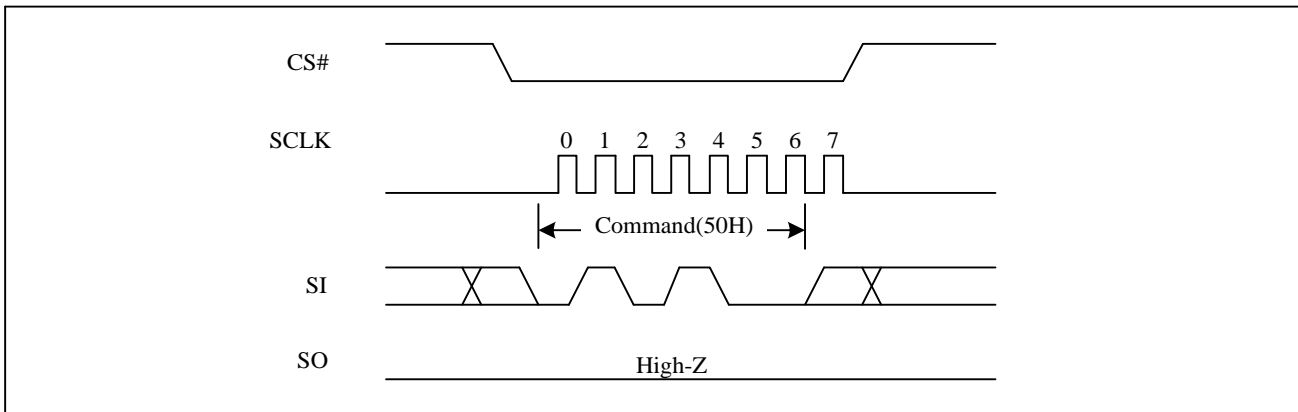 CS#
SCLK
0 1 2 3 4 5 6 7
Command(50H)
SI
SO
High-Z